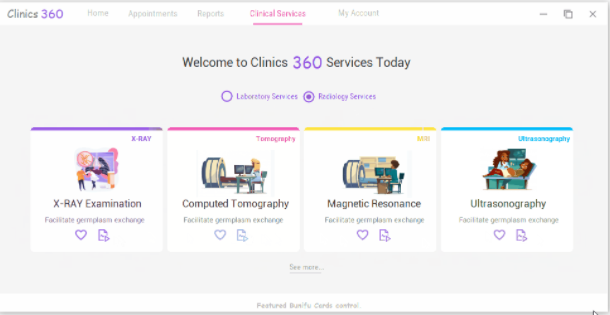 Clinics 360
Home Appointments Reports Clinical Services My Account
Welcome to Clinics 360 Services Today
Laboratory Services Radiology Services
X-RAY
X-RAY Examination
Facilitate germplasm exchange
Tomography
Computed Tomography
Facilitate germplasm exchange
MRI
Magnetic Resonance
Facilitate germplasm exchange
Ultrasonography
Ultrasonography
Facilitate germplasm exchange
See more...
Featured Bunifu Cards control.